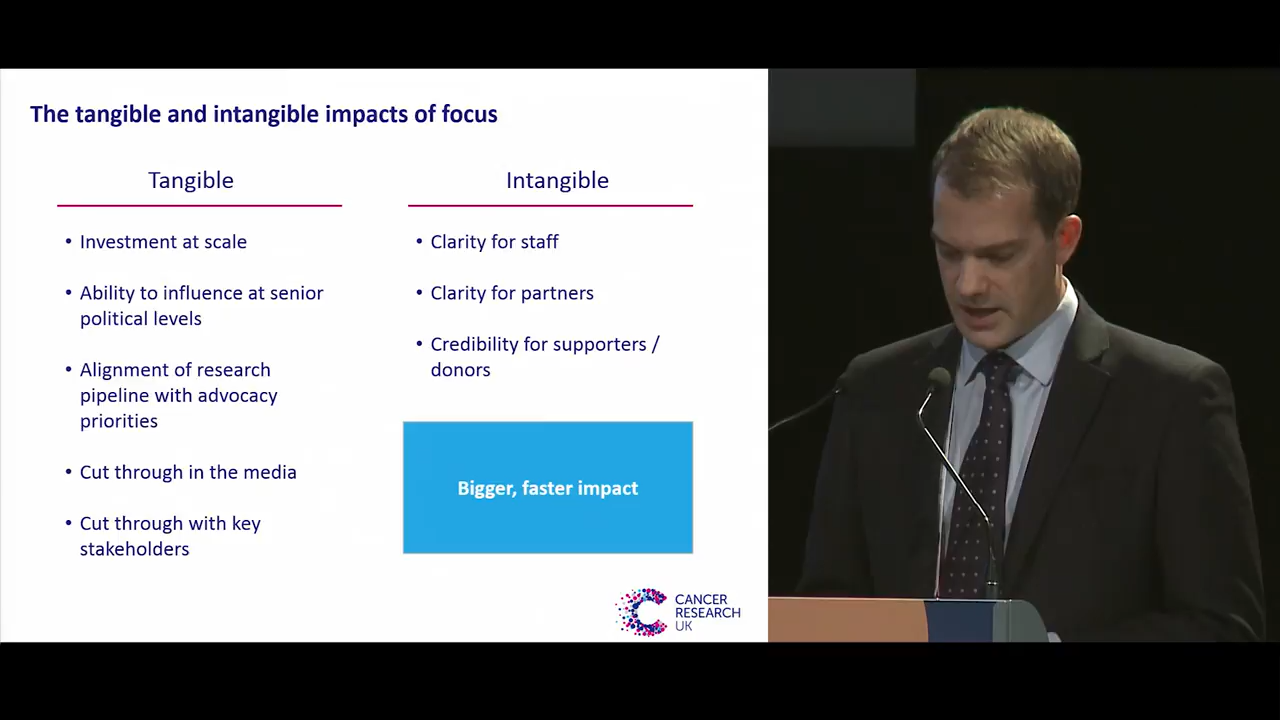 The tangible and intangible impacts of focus
Tangible
• Investment at scale
• Ability to influence at senior
political levels
• Alignment of research
pipeline with advocacy
priorities
• Cut through in the media
• Cut through with key
stakeholders
Intangible
• Clarity for staff
• Clarity for partners
• Credibility for supporters /
donors
Bigger, faster impact
CANCER
RESEARCH
UK